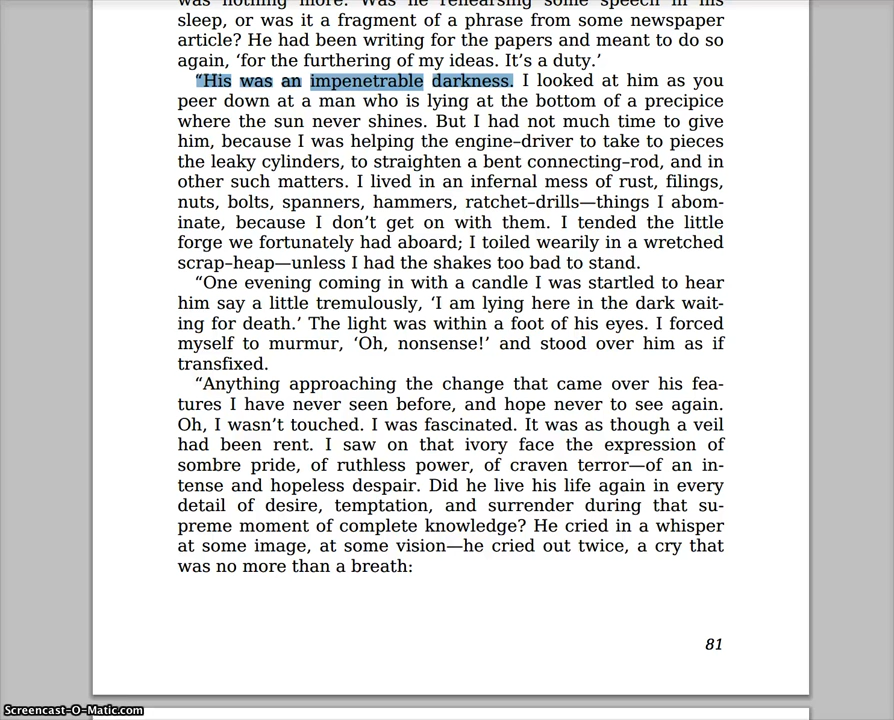 was nothing more. Was he rehearsing some speech in his
sleep, or was it a fragment of a phrase from some newspaper
article? He had been writing for the papers and meant to do so
again, ‘for the furthering of my ideas. It’s a duty.’
“His was an impenetrable darkness. I looked at him as you
peer down at a man who is lying at the bottom of a precipice
where the sun never shines. But I had not much time to give
him, because I was helping the engine–driver to take to pieces
the leaky cylinders, to straighten a bent connecting–rod, and in
other such matters. I lived in an infernal mess of rust, filings,
nuts, bolts, spanners, hammers, ratchet–drills—things I abom-
inate, because I don’t get on with them. I tended the little
forge we fortunately had aboard; I toiled wearily in a wretched
scrap–heap—unless I had the shakes too bad to stand.
“One evening coming in with a candle I was startled to hear
him say a little tremulously, ‘I am lying here in the dark wait-
ing for death.’ The light was within a foot of his eyes. I forced
myself to murmur, ‘Oh, nonsense!’ and stood over him as if
transfixed.
“Anything approaching the change that came over his fea-
tures I have never seen before, and hope never to see again.
Oh, I wasn’t touched. I was fascinated. It was as though a veil
had been rent. I saw on that ivory face the expression of
sombre pride, of ruthless power, of craven terror—of an in-
tense and hopeless despair. Did he live his life again in every
detail of desire, temptation, and surrender during that su-
preme moment of complete knowledge? He cried in a whisper
at some image, at some vision—he cried out twice, a cry that
was no more than a breath:
81
Screencast-O-Matic.com